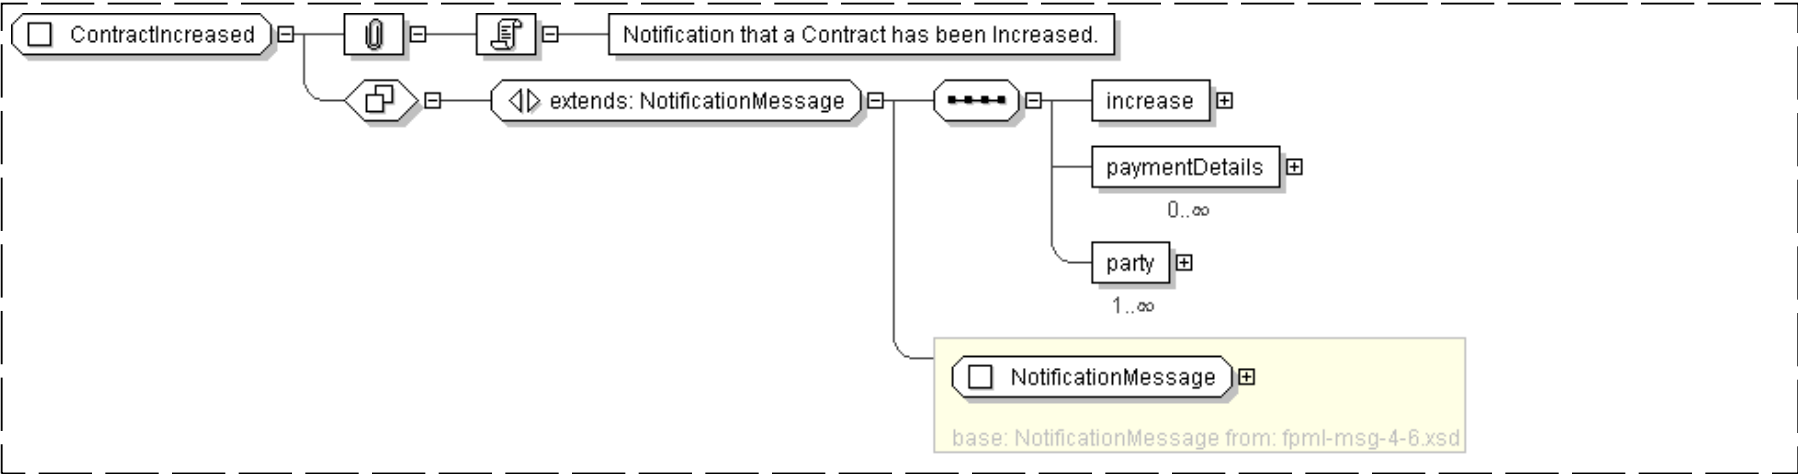 ContractIncreased
Notification that a Contract has been Increased.
extends: NotificationMessage
increase
paymentDetails
0..∞
party
1..∞
NotificationMessage
base: NotificationMessage from: fpml-msg-4-6.xsd